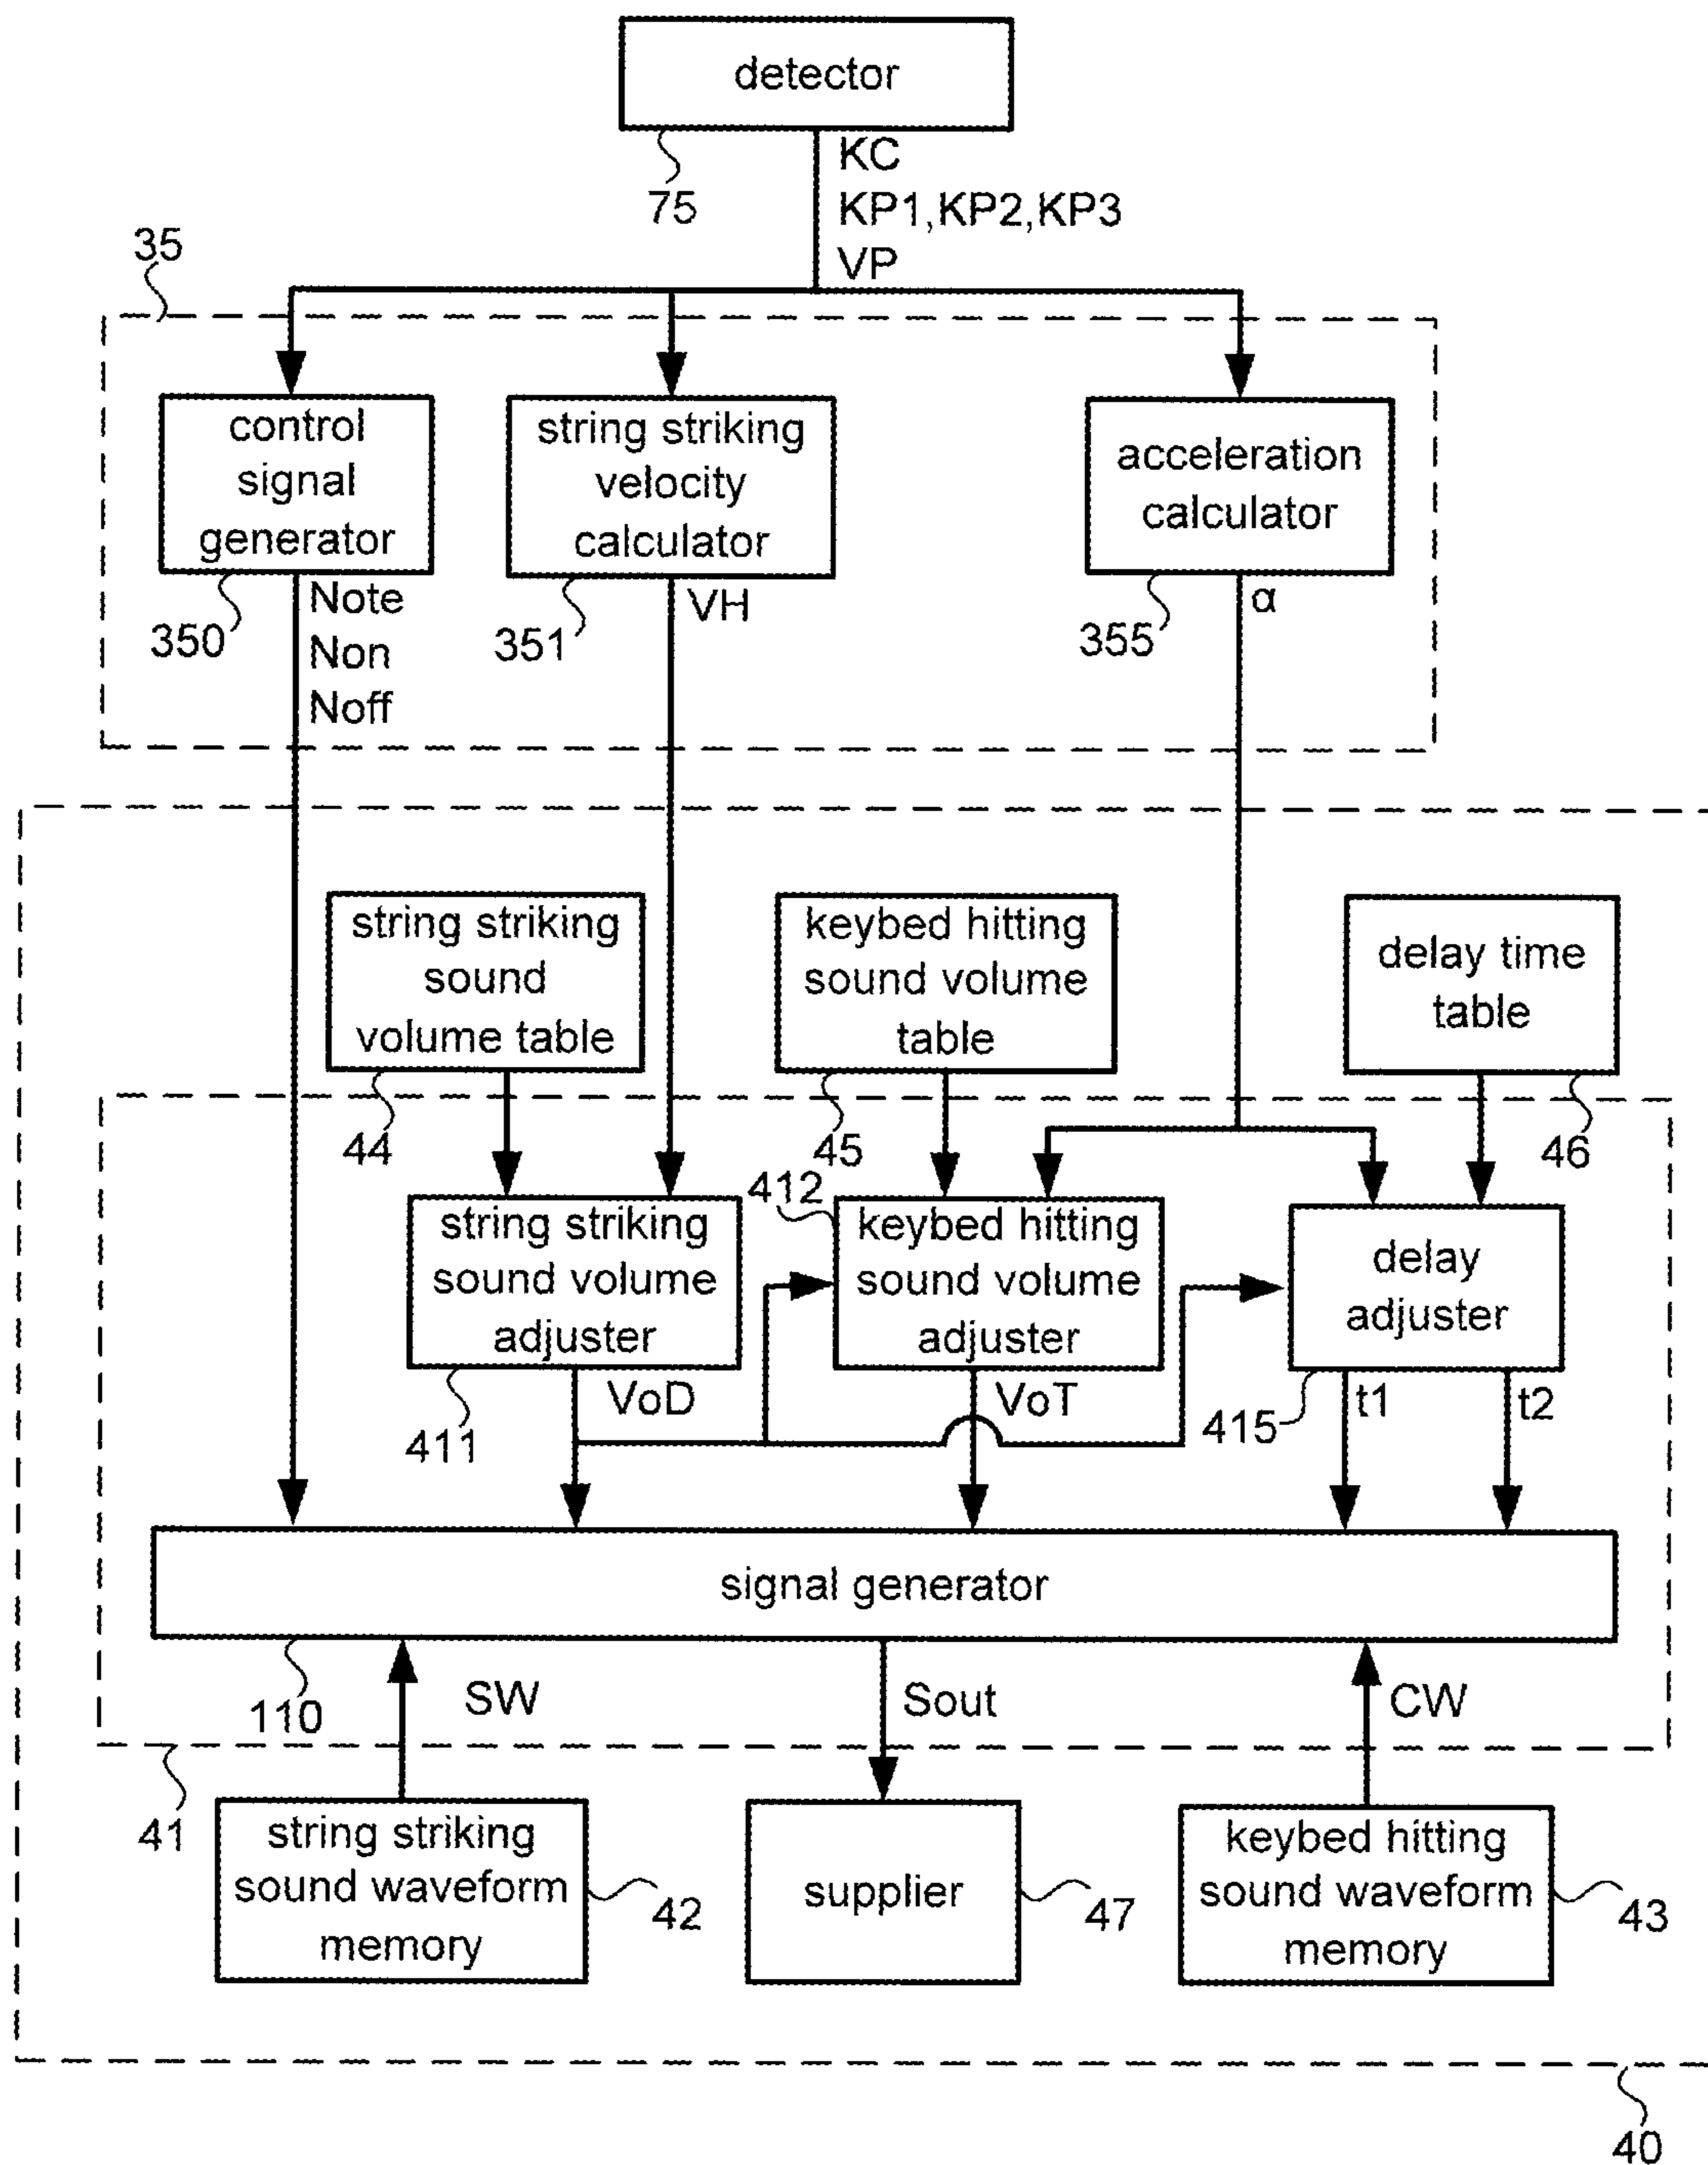 detector
75
KC
KP1,KP2,KP3
VP
35
control
signal
generator
350
Note
Non
Noff
string striking
velocity
calculator
351
VH
acceleration
calculator
355
α
string striking
sound
volume table
44
keybed hitting
sound volume
table
45
delay time
table
46
string striking
sound volume
adjuster
411
VoD
412
keybed hitting
sound volume
adjuster
VoT
delay
adjuster
415
t1
t2
signal generator
110
SW
Sout
CW
41
string striking
sound waveform
memory
42
supplier
47
keybed hitting
sound waveform
memory
43
40